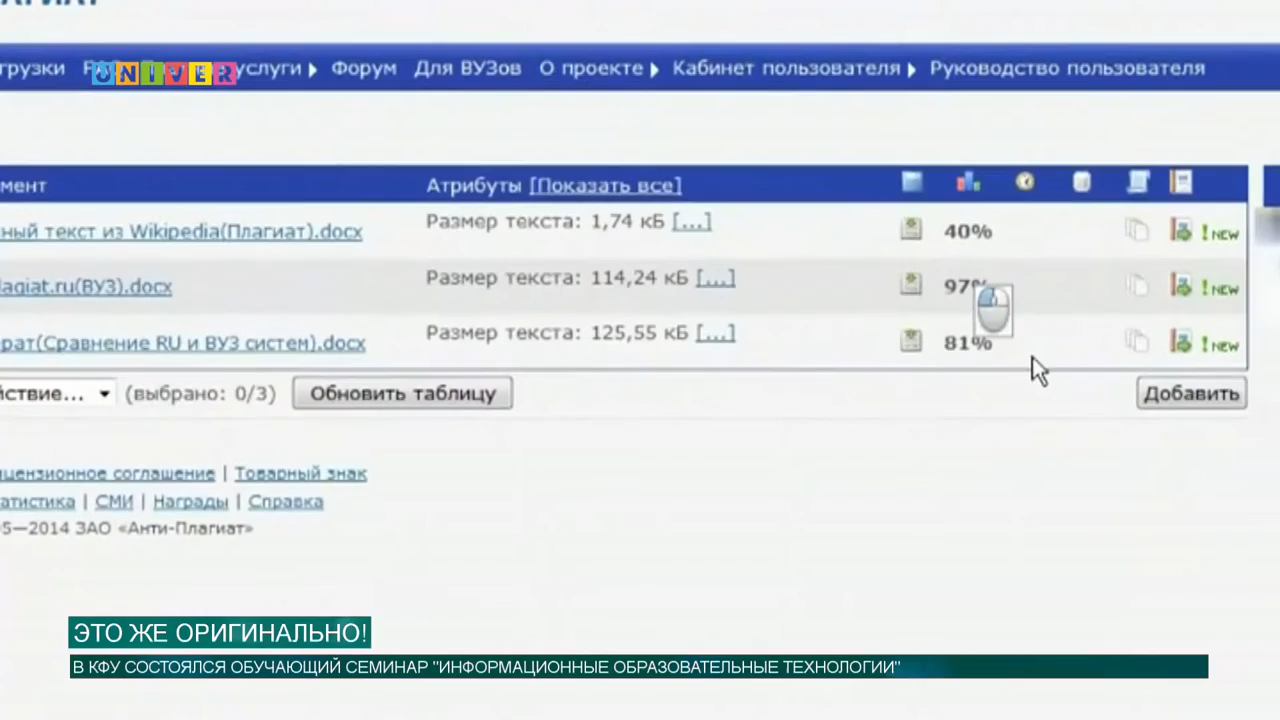 грузки услуги Форум Для ВУЗов О проекте Кабинет пользователя Руководство пользователя
UNIVER
мент Атрибуты [Показать все]
ный текст из Wikipedia(Плагиат).docx Размер текста: 1,74 кБ [...] 40% ! NEW
lagiat.ru(ВУЗ).docx Размер текста: 114,24 кБ [...] 97% ! NEW
рат(Сравнение RU и ВУЗ систем).docx Размер текста: 125,55 кБ [...] 81% ! NEW
йствие... (выбрано: 0/3) Обновить таблицу Добавить
ицензионное соглашение | Товарный знак
атистика | СМИ | Награды | Справка
5—2014 ЗАО «Анти-Плагиат»
ЭТО ЖЕ ОРИГИНАЛЬНО!
В КФУ СОСТОЯЛСЯ ОБУЧАЮЩИЙ СЕМИНАР "ИНФОРМАЦИОННЫЕ ОБРАЗОВАТЕЛЬНЫЕ ТЕХНОЛОГИИ"